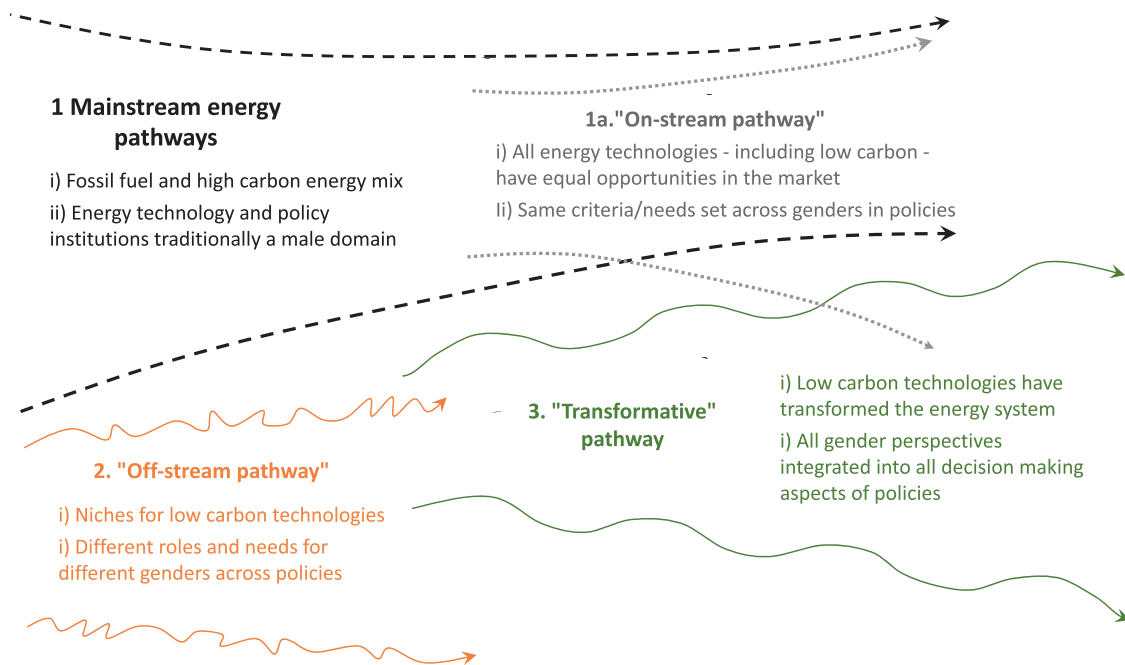 1 Mainstream energy
pathways
i) Fossil fuel and high carbon energy mix
ii) Energy technology and policy
institutions traditionally a male domain
1a."On-stream pathway"
i) All energy technologies - including low carbon -
have equal opportunities in the market
Ii) Same criteria/needs set across genders in policies
2. "Off-stream pathway"
i) Niches for low carbon technologies
i) Different roles and needs for
different genders across policies
3. "Transformative"
pathway
i) Low carbon technologies have
transformed the energy system
i) All gender perspectives
integrated into all decision making
aspects of policies